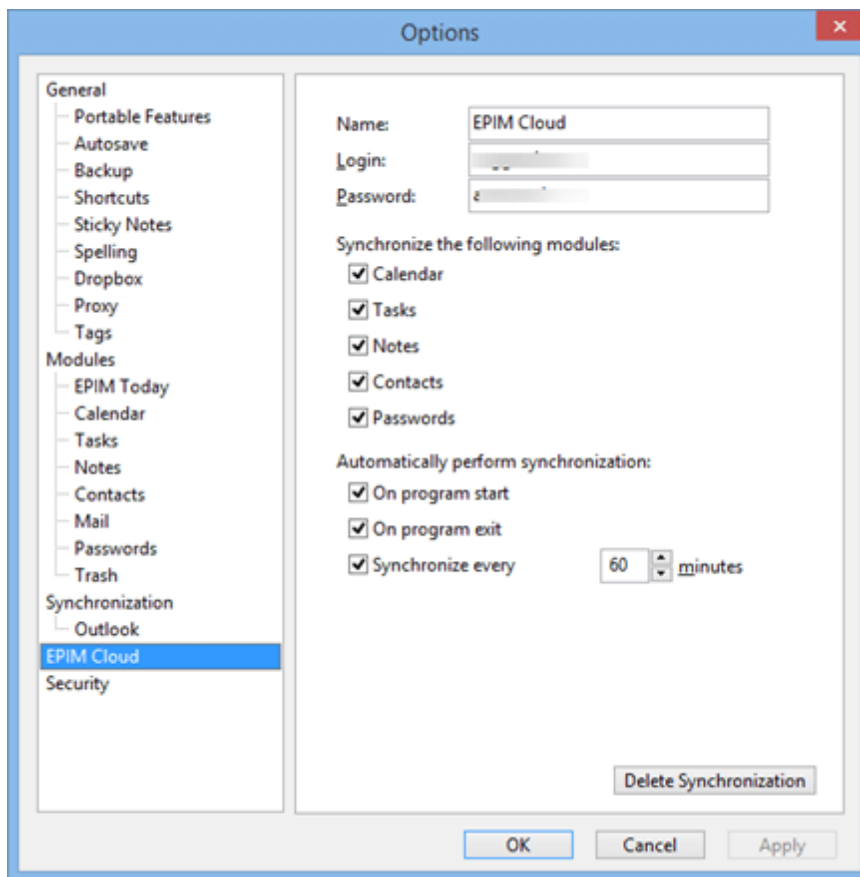 Options
General
Portable Features
Autosave
Backup
Shortcuts
Sticky Notes
Spelling
Dropbox
Proxy
Tags
Modules
EPIM Today
Calendar
Tasks
Notes
Contacts
Mail
Passwords
Trash
Synchronization
Outlook
EPIM Cloud
Security
Name: EPIM Cloud
Login:
Password:
Synchronize the following modules:
Calendar
Tasks
Notes
Contacts
Passwords
Automatically perform synchronization:
On program start
On program exit
Synchronize every 60 minutes
Delete Synchronization
OK Cancel Apply